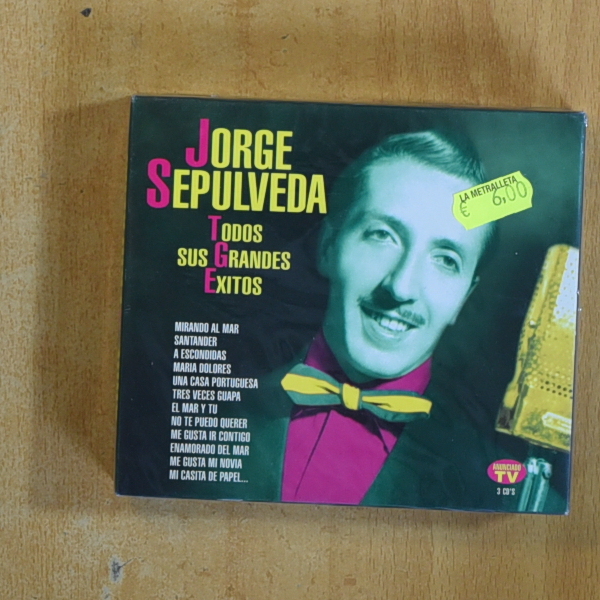 JORGE
SEPULVEDA
TODOS
SUS GRANDES
EXITOS
LA METRALLETA
€ 6,00
MIRANDO AL MAR
SANTANDER
A ESCONDIDAS
MARIA DOLORES
UNA CASA PORTUGUESA
TRES VECES GUAPA
EL MAR Y TU
NO TE PUEDO QUERER
ME GUSTA IR CONTIGO
ENAMORADO DEL MAR
ME GUSTA MI NOVIA
MI CASITA DE PAPEL...
ANUNCIADO
TV
3 CD'S